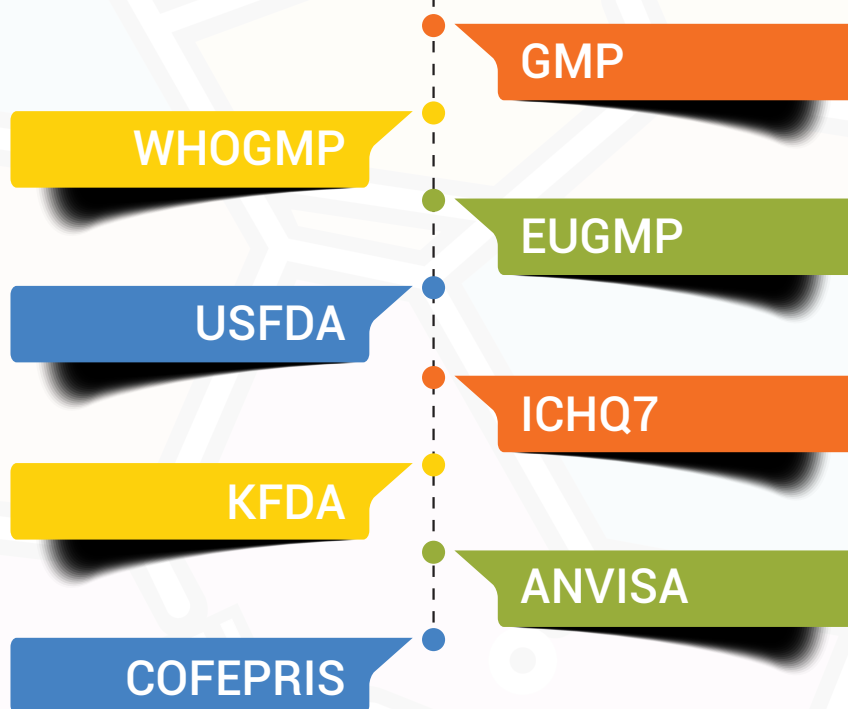 GMP
WHOGMP
EUGMP
USFDA
ICHQ7
KFDA
ANVISA
COFEPRIS